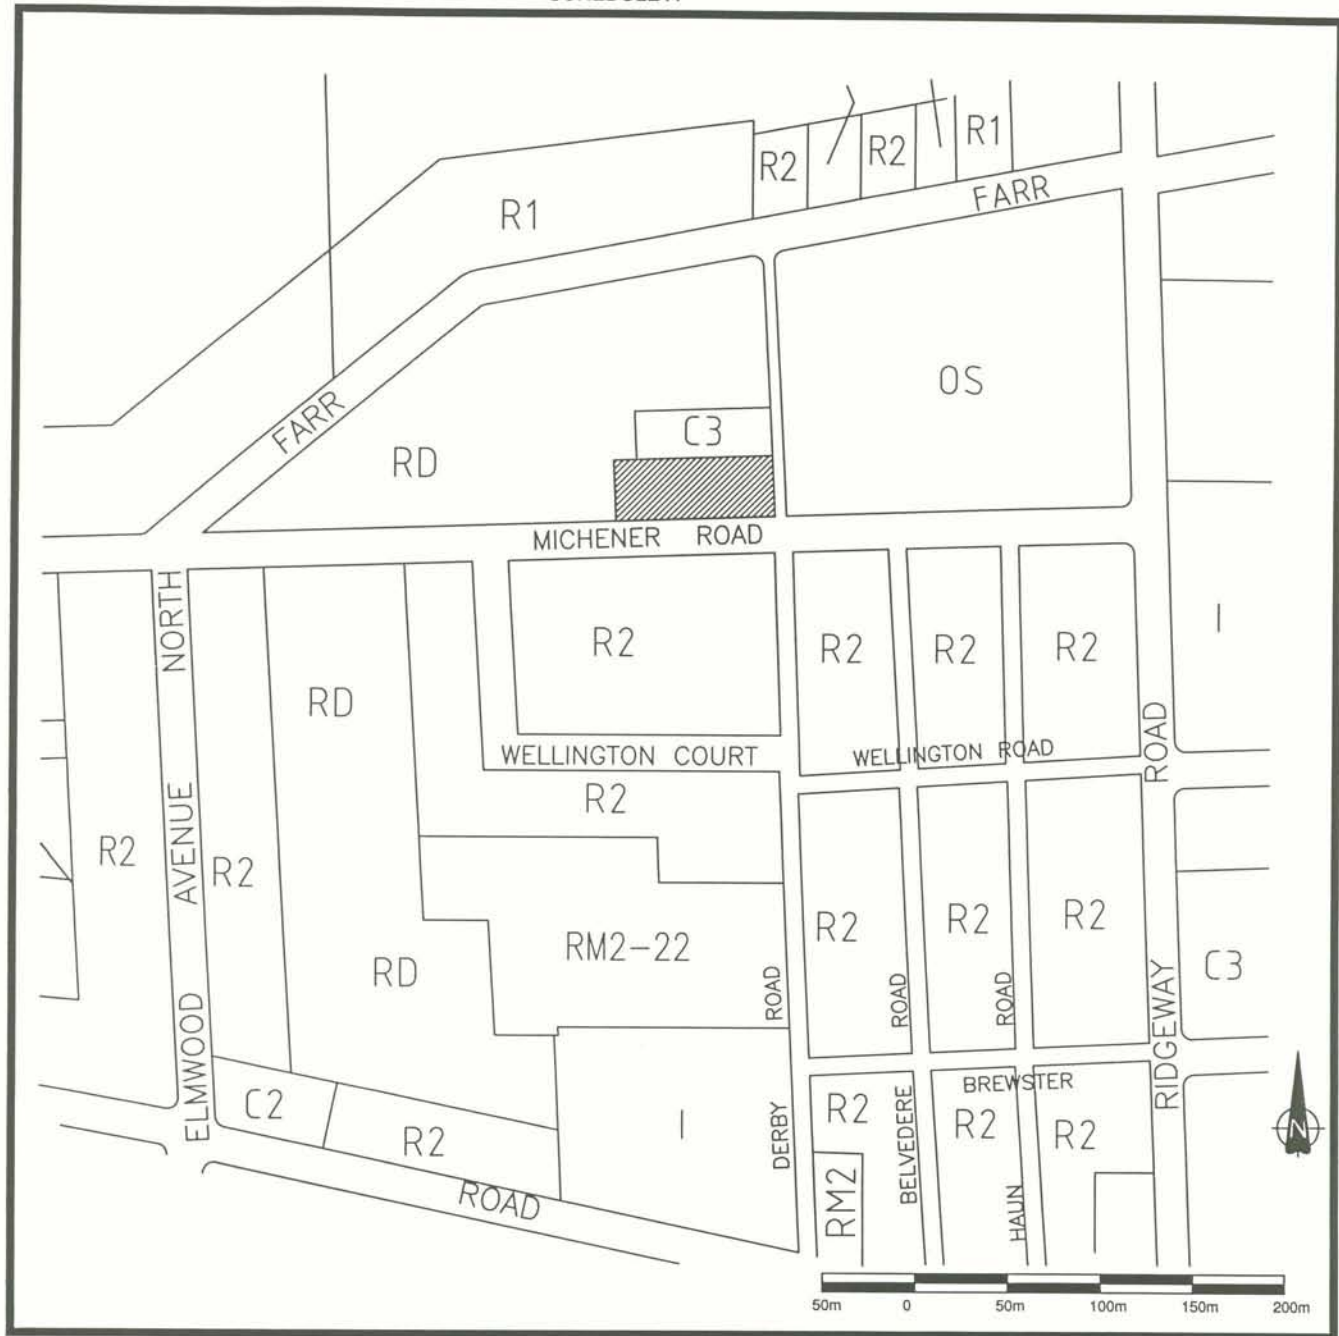 R1
R2
R2
R1
FARR
FARR
OS
C3
RD
MICHENER ROAD
R2
R2
R2
R2
I
NORTH
RD
WELLINGTON COURT
WELLINGTON ROAD
ROAD
R2
R2
AVENUE
R2
R2
R2
R2
RM2-22
RD
ROAD
ROAD
ROAD
C3
RIDGEWAY
ELMWOOD
C2
R2
I
DERBY
R2
BELVEDERE
BREWSTER
R2
R2
RM2
HAUN
ROAD
N
50m 0 50m 100m 150m 200m